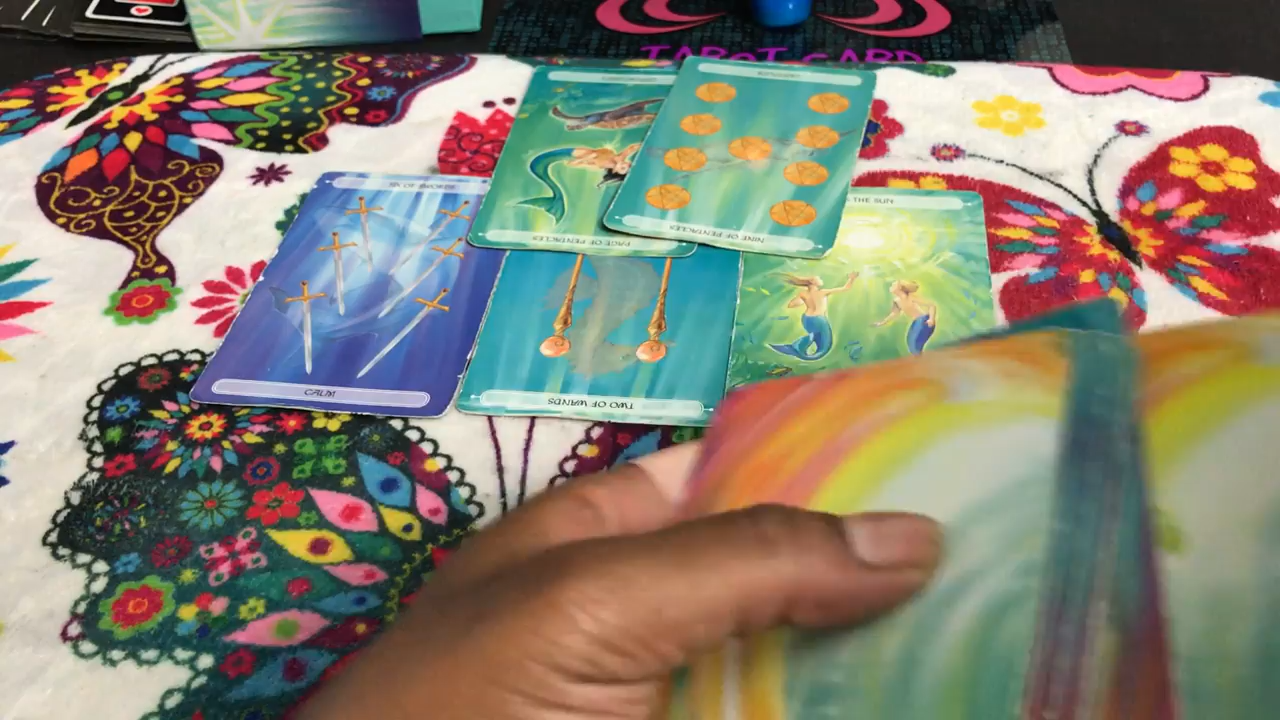 TAROT CARD
SIX OF SWORDS
PAGE OF PENTACLES
NINE OF PENTACLES
THE SUN
CALM
TWO OF WANDS